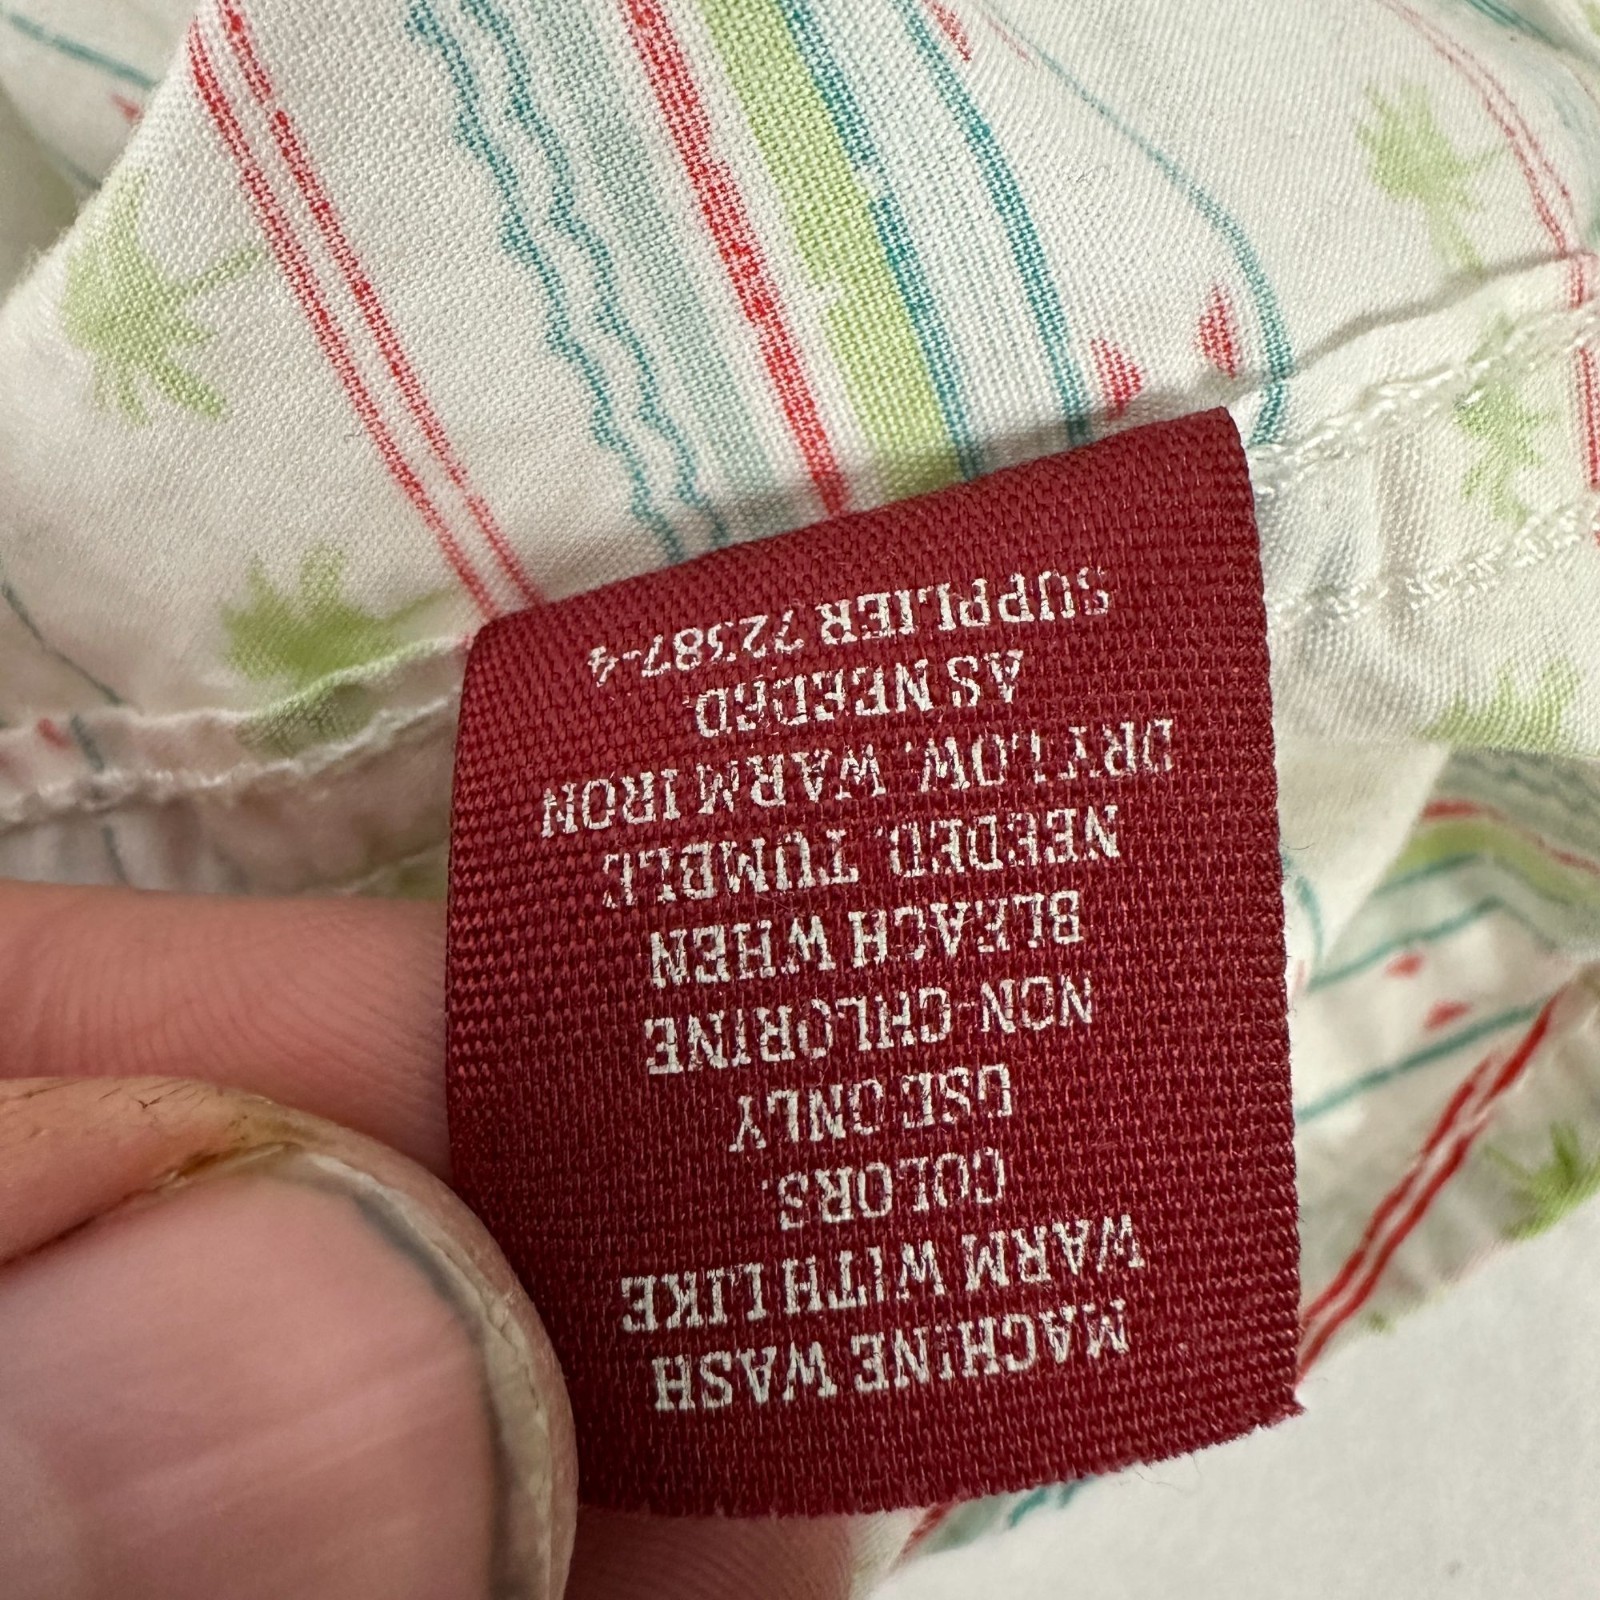 MACHINE WASH
WARM WITH LIKE
COLORS.
USE ONLY
NON-CHLORINE
BLEACH WHEN
NEEDED. TUMBLE
DRY LOW. WARM IRON
AS NEEDED.
SUPPLIER 72387-4